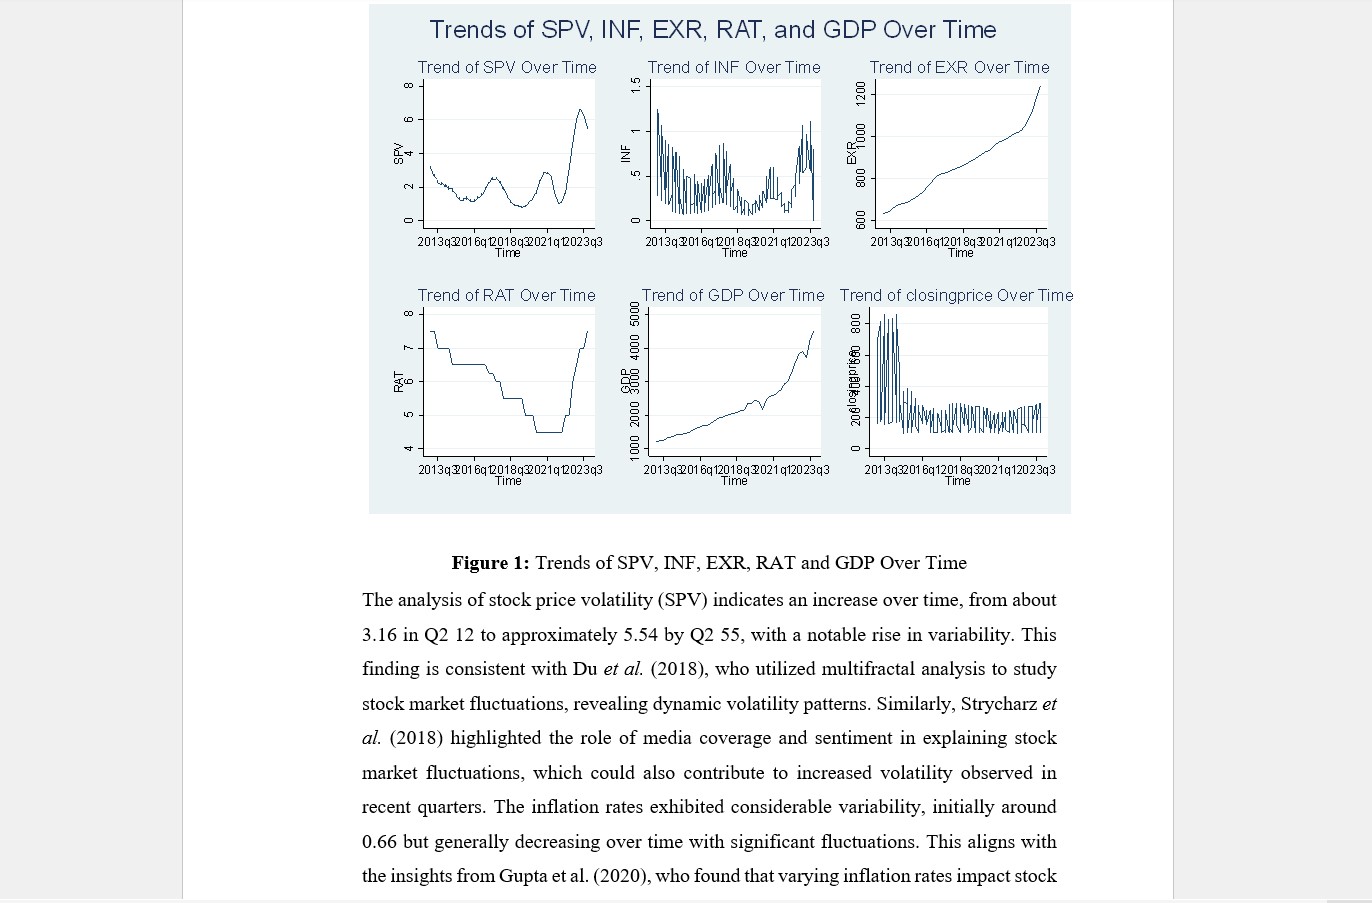 Trends of SPV, INF, EXR, RAT, and GDP Over Time
Trend of SPV Over Time
8
6
4
2
0
SPV
2013q3 2016q1 2018q3 2021q1 2023q3
Time
Trend of INF Over Time
1.5
1
.5
0
INF
2013q3 2016q1 2018q3 2021q1 2023q3
Time
Trend of EXR Over Time
1200
1000
800
600
EXR
2013q3 2016q1 2018q3 2021q1 2023q3
Time
Trend of RAT Over Time
8
7
6
5
4
RAT
2013q3 2016q1 2018q3 2021q1 2023q3
Time
Trend of GDP Over Time
5000
4000
3000
2000
1000
GDP
2013q3 2016q1 2018q3 2021q1 2023q3
Time
Trend of closingprice Over Time
800
600
400
200
0
closingprice
2013q3 2016q1 2018q3 2021q1 2023q3
Time
Figure 1: Trends of SPV, INF, EXR, RAT and GDP Over Time
The analysis of stock price volatility (SPV) indicates an increase over time, from about
3.16 in Q2 12 to approximately 5.54 by Q2 55, with a notable rise in variability. This
finding is consistent with Du et al. (2018), who utilized multifractal analysis to study
stock market fluctuations, revealing dynamic volatility patterns. Similarly, Strycharz et
al. (2018) highlighted the role of media coverage and sentiment in explaining stock
market fluctuations, which could also contribute to increased volatility observed in
recent quarters. The inflation rates exhibited considerable variability, initially around
0.66 but generally decreasing over time with significant fluctuations. This aligns with
the insights from Gupta et al. (2020), who found that varying inflation rates impact stock